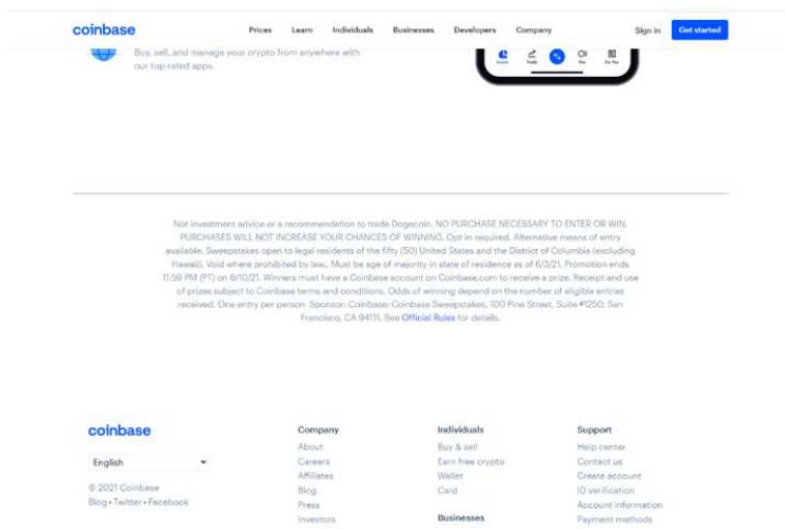 coinbase Prices Learn Individuals Businesses Developers Company Sign in Get started
Buy, sell, and manage your crypto from anywhere with
our top-rated apps.
Trade Pay For You
Not investment advice or a recommendation to trade Dogecoin. NO PURCHASE NECESSARY TO ENTER OR WIN.
PURCHASES WILL NOT INCREASE YOUR CHANCES OF WINNING. Opt in required. Alternative means of entry
available. Sweepstakes open to legal residents of the fifty (50) United States and the District of Columbia (excluding
Hawaii). Void where prohibited by law.. Must be age of majority in state of residence as of 6/3/21. Promotion ends
11:59 PM (PT) on 6/10/21. Winners must have a Coinbase account on Coinbase.com to receive a prize. Receipt and use
of prizes subject to Coinbase terms and conditions. Odds of winning depend on the number of eligible entries
received. One entry per person Sponsor: Coinbase: Coinbase Sweepstakes, 100 Pine Street, Suite #1250, San
Francisco, CA 94111. See Official Rules for details.
coinbase
English
© 2021 Coinbase
Blog • Twitter • Facebook
Company
About
Careers
Affiliates
Blog
Press
Investors
Individuals
Buy & sell
Earn free crypto
Wallet
Card
Businesses
Support
Help center
Contact us
Create account
ID verification
Account information
Payment methods